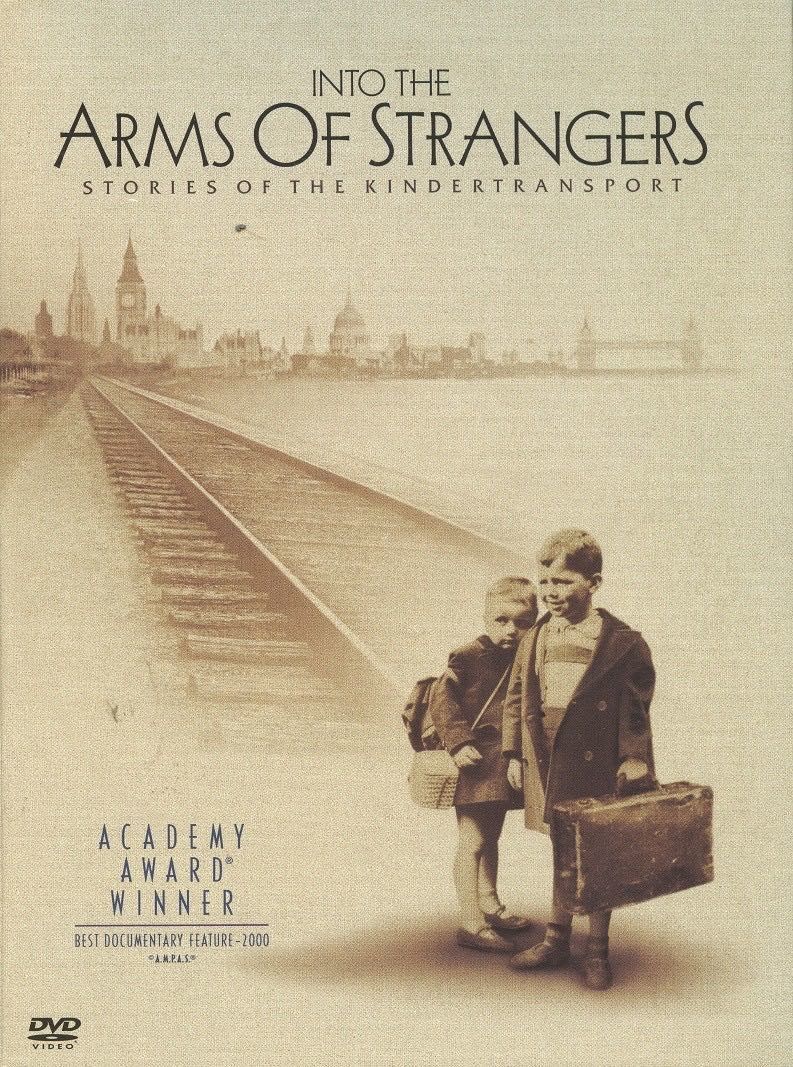 INTO THE
ARMS OF STRANGERS
STORIES OF THE KINDERTRANSPORT
ACADEMY
AWARD®
WINNER
BEST DOCUMENTARY FEATURE-2000
©A.M.P.A.S.®
DVD
VIDEO